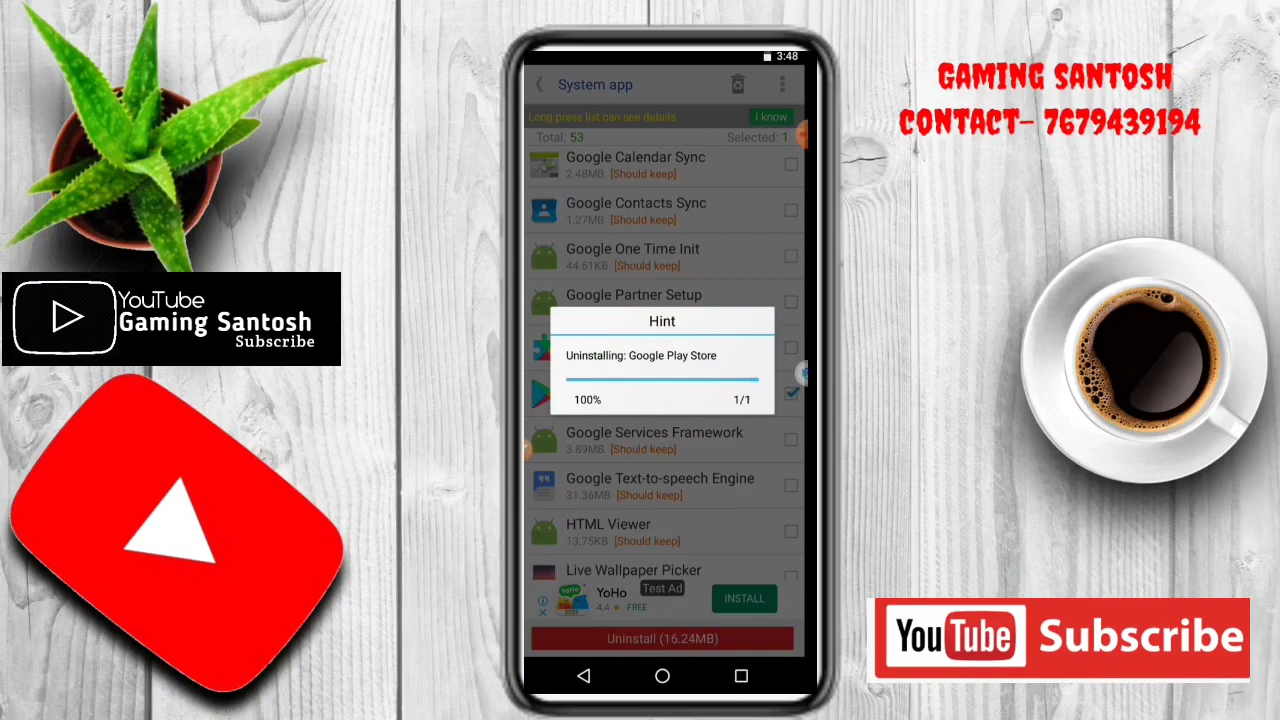 GAMING SANTOSH
CONTACT- 7679439194
YouTube
Gaming Santosh
Subscribe
3:48
System app
Long press list can see details
I know
Total: 53
Selected: 1
Google Calendar Sync
2.48MB [Should keep]
Google Contacts Sync
1.27MB [Should keep]
Google One Time Init
44.61KB [Should keep]
Google Partner Setup
Hint
Uninstalling: Google Play Store
100%
1/1
Google Services Framework
3.89MB [Should keep]
Google Text-to-speech Engine
31.36MB [Should keep]
HTML Viewer
13.75KB [Should keep]
Live Wallpaper Picker
YoHo
Test Ad
4.4 ★ FREE
INSTALL
Uninstall (16.24MB)
YouTube Subscribe